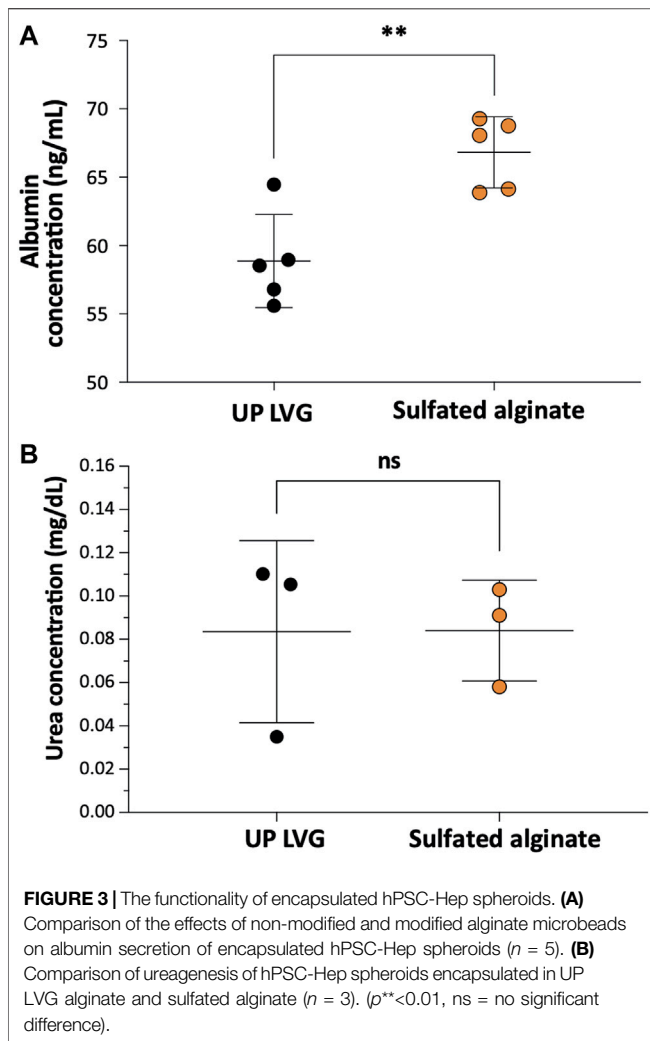 A
75
**
70
65
60
55
50
Albumin
concentration (ng/mL)
UP LVG
Sulfated alginate
B
0.16
ns
0.14
0.12
0.10
0.08
0.06
0.04
0.02
0.00
Urea concentration (mg/dL)
UP LVG
Sulfated alginate
FIGURE 3 | The functionality of encapsulated hPSC-Hep spheroids. (A)
Comparison of the effects of non-modified and modified alginate microbeads
on albumin secretion of encapsulated hPSC-Hep spheroids (n = 5). (B)
Comparison of ureagenesis of hPSC-Hep spheroids encapsulated in UP
LVG alginate and sulfated alginate (n = 3). (p**<0.01, ns = no significant
difference).